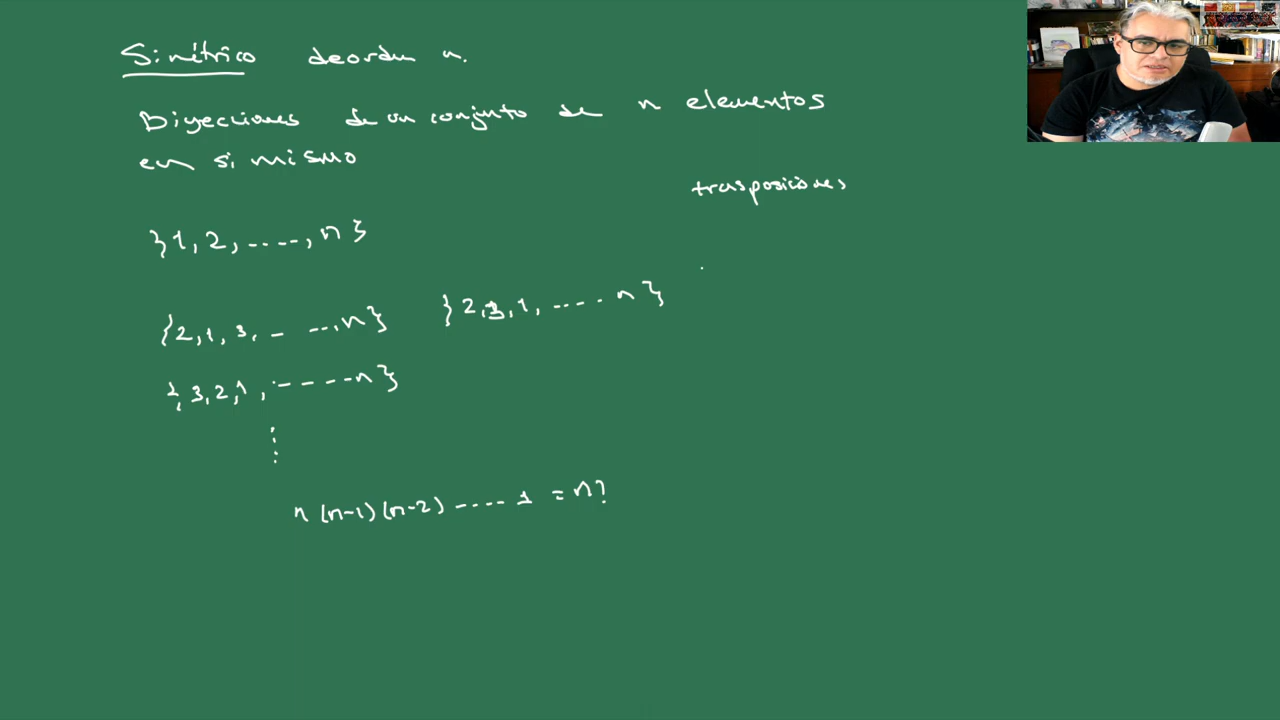 Simétrico de orden n.
Biyecciones de un conjunto de n elementos
en si mismo
trasposiciones
{1, 2, ....., n}
{2, 1, 3, - ..., n} {2, 3, 1, ..... n}
{3, 2, 1, ·----n}
n (n-1) (n-2) ----- 1 = n!